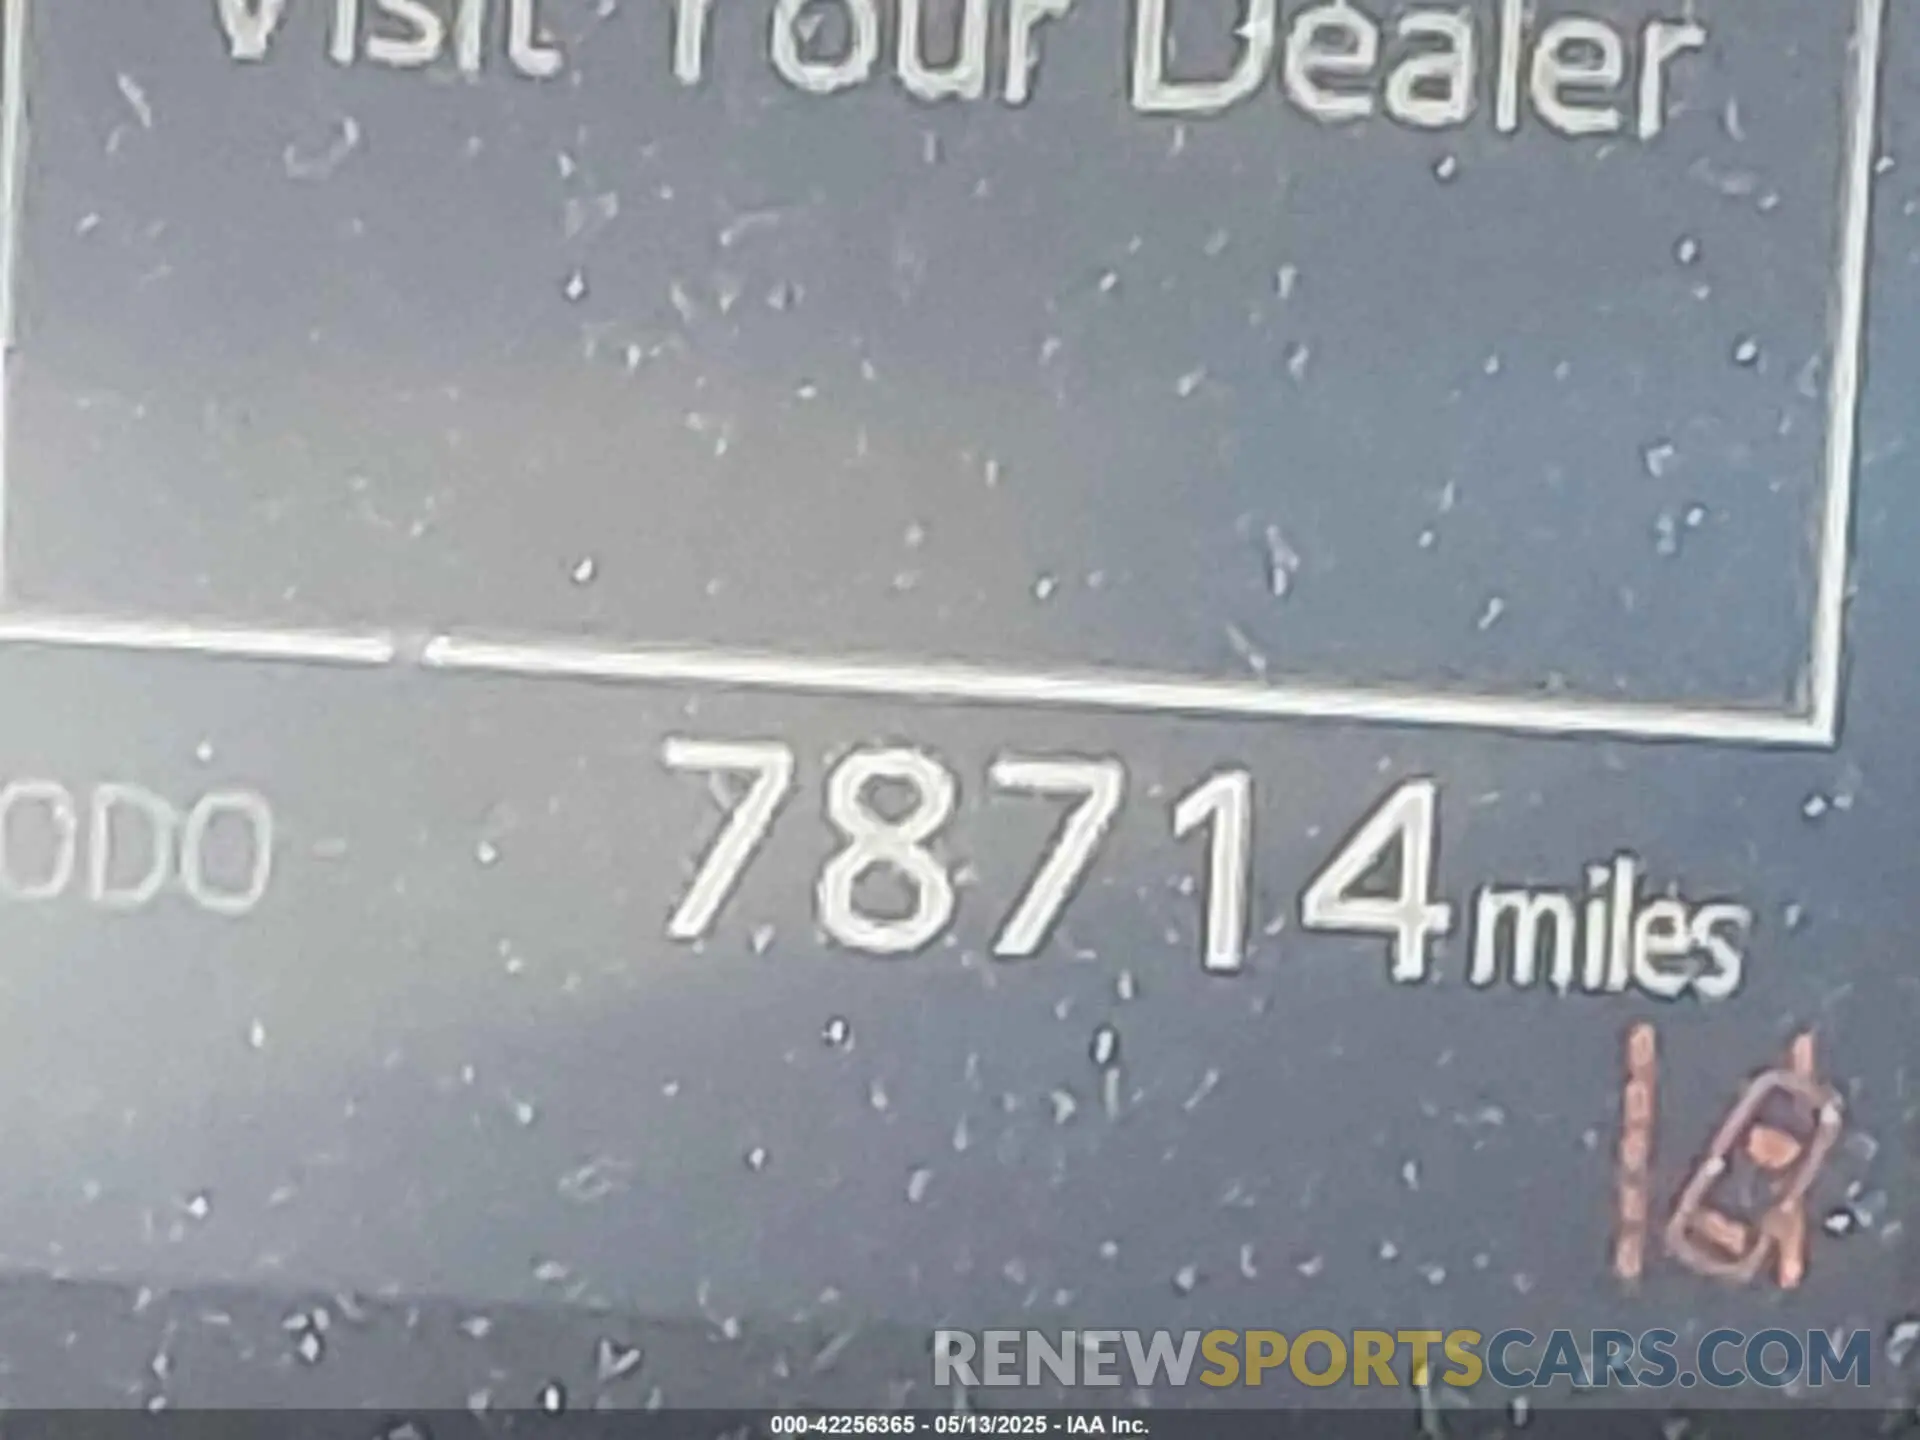 Visit Your Dealer
ODO 78714 miles
RENEWSPORTSCARS.COM
000-42256365 - 05/13/2025 - IAA Inc.